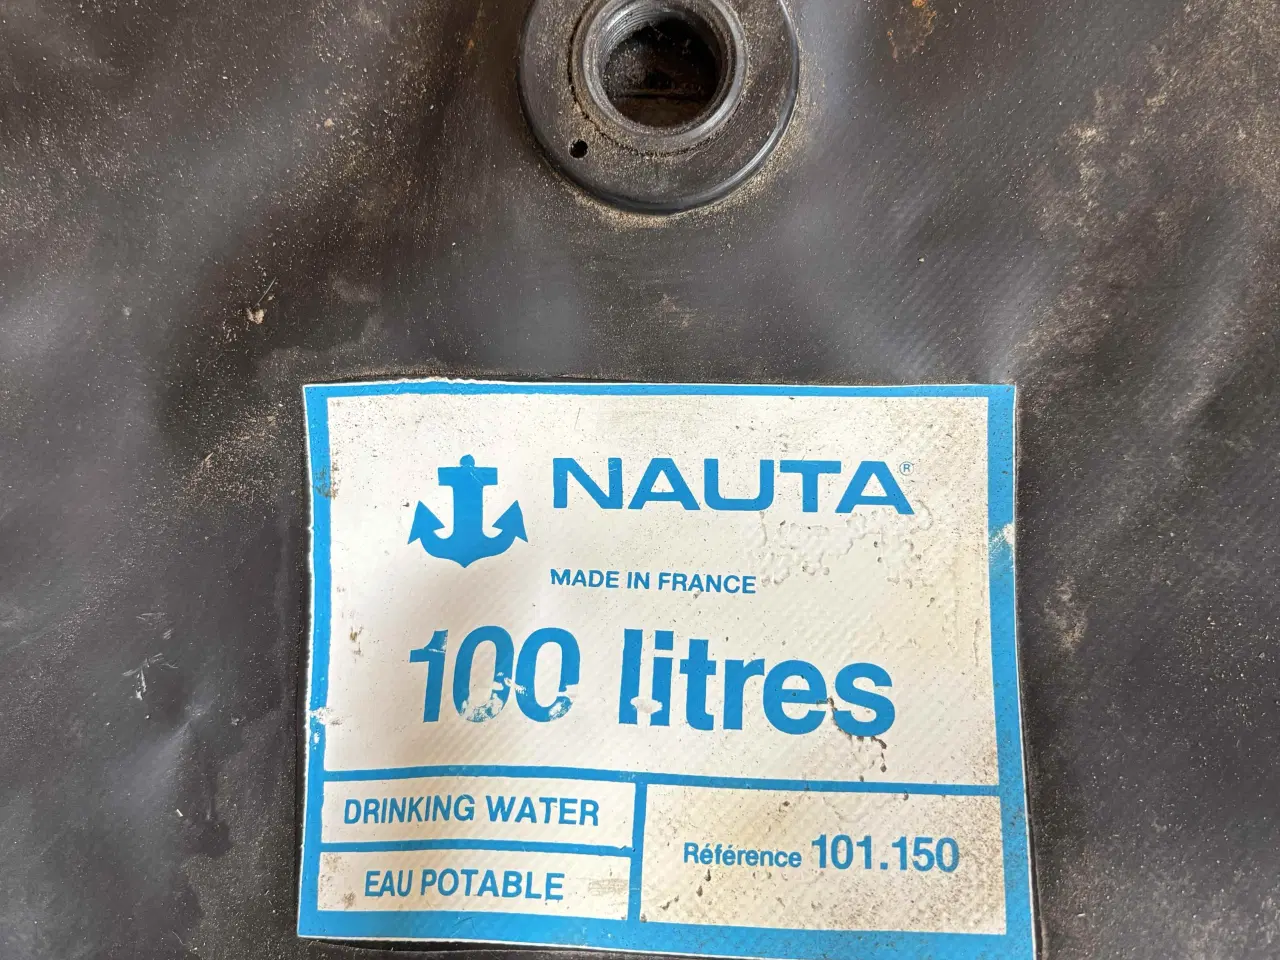 NAUTA®
MADE IN FRANCE
100 litres
DRINKING WATER
EAU POTABLE
Référence 101.150